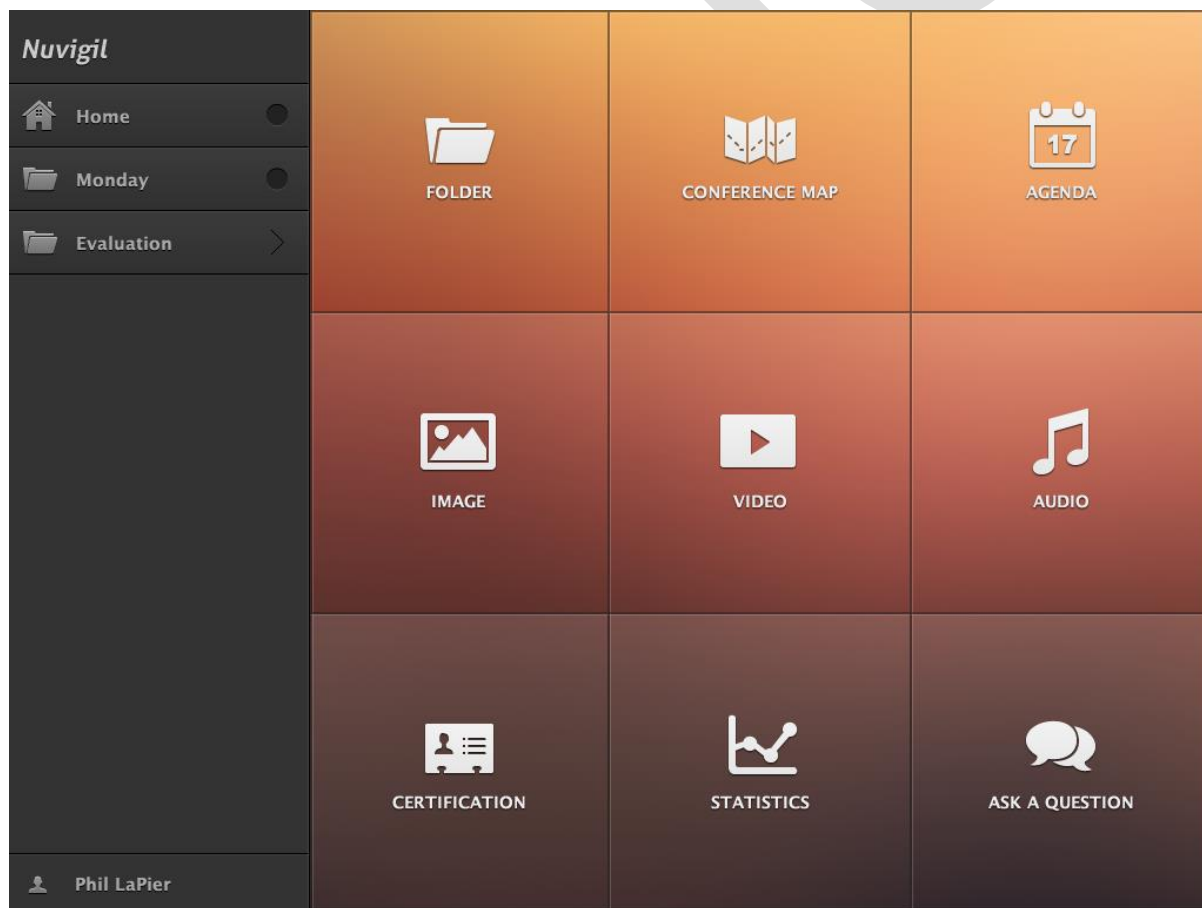 Nuvigil
Home
Monday
Evaluation
Phil LaPier
FOLDER
CONFERENCE MAP
17
AGENDA
IMAGE
VIDEO
AUDIO
CERTIFICATION
STATISTICS
ASK A QUESTION